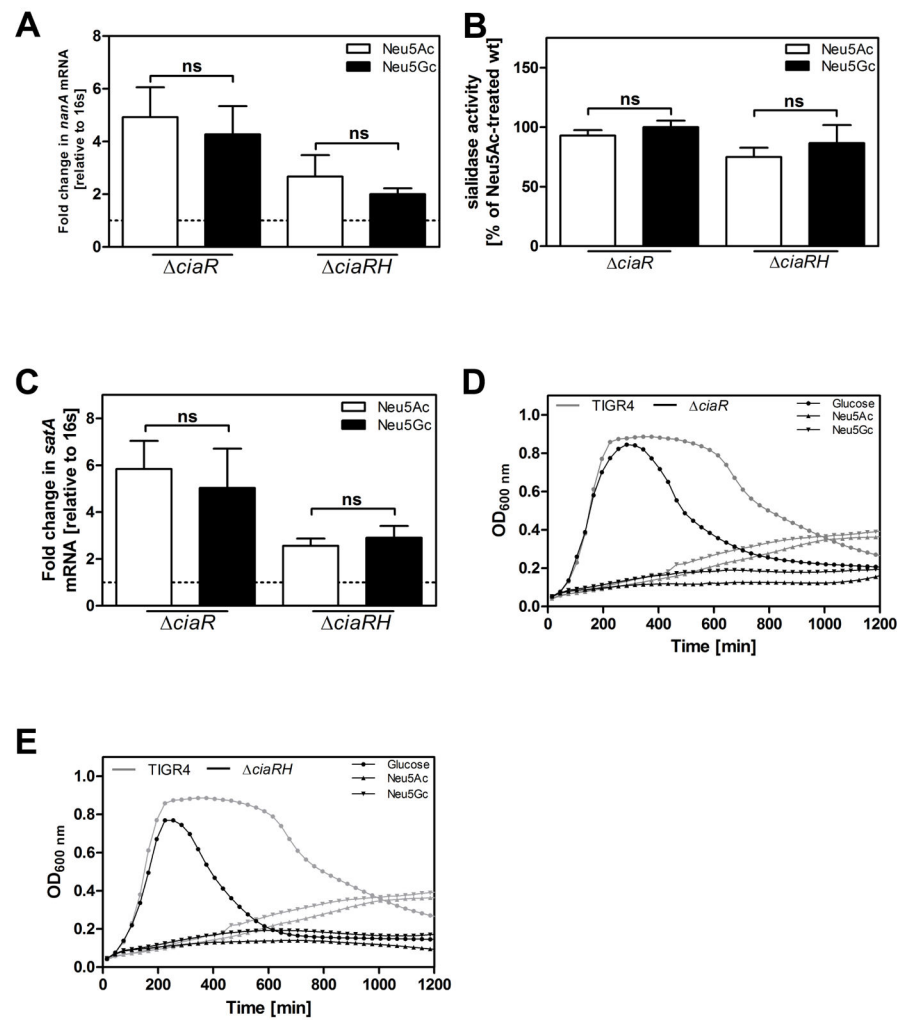 A
Fold change in nanA mRNA
[relative to 16s]
8
6
4
2
0
Neu5Ac
Neu5Gc
ns
ns
ΔciaR
ΔciaRH
B
sialidase activity
[% of Neu5Ac-treated wt]
150
100
50
0
Neu5Ac
Neu5Gc
ns
ns
ΔciaR
ΔciaRH
C
Fold change in satA
mRNA [relative to 16s]
8
6
4
2
0
Neu5Ac
Neu5Gc
ns
ns
ΔciaR
ΔciaRH
D
OD600 nm
1.0
0.8
0.6
0.4
0.2
0.0
TIGR4 ΔciaR
Glucose
Neu5Ac
Neu5Gc
0 200 400 600 800 1000 1200
Time [min]
E
OD600 nm
1.0
0.8
0.6
0.4
0.2
0.0
TIGR4 ΔciaRH
Glucose
Neu5Ac
Neu5Gc
0 200 400 600 800 1000 1200
Time [min]